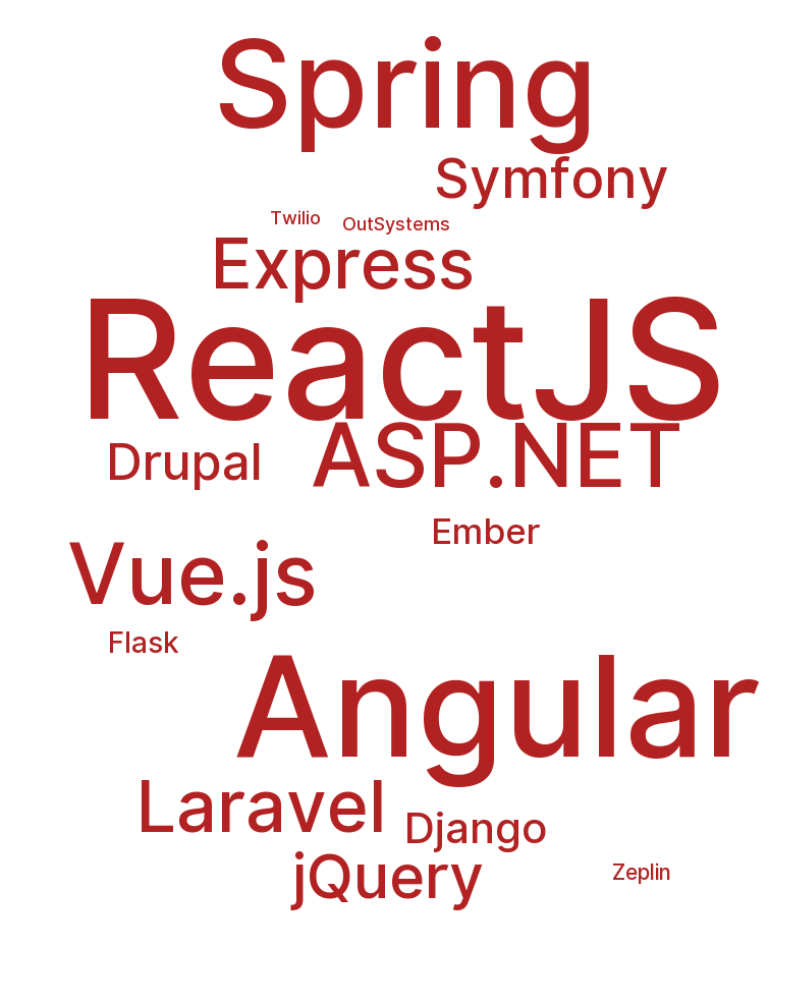 Spring
Symfony
Twilio
OutSystems
Express
ReactJS
Drupal
ASP.NET
Ember
Vue.js
Flask
Angular
Laravel
Django
jQuery
Zeplin